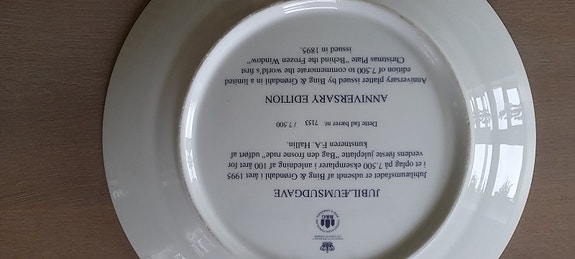 JUBILÆUMSUDGAVE
Jubilæumsfadet er udsendt af Bing & Grøndahl i året 1995
i et oplag på 7.500 eksemplarer i anledning af 100 året for
verdens første juleplatte "Bag den frosne rude" udført af
kunstneren F.A. Hallin.
Dette fad bærer nr. 7153 / 7.500
ANNIVERSARY EDITION
Anniversary platter issued by Bing & Grøndahl in a limited
edition of 7,500 to commemorate the world's first
Christmas Plate "Behind the Frozen Window"
issued in 1895.